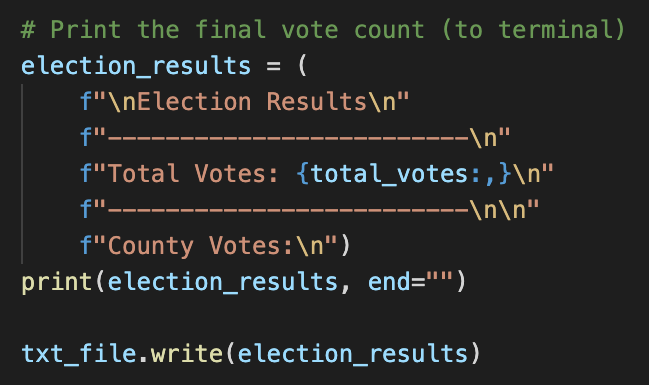 # Print the final vote count (to terminal)
election_results = (
    f"\nElection Results\n"
    f"-------------------------\n"
    f"Total Votes: {total_votes:,}\n"
    f"-------------------------\n\n"
    f"County Votes:\n")
print(election_results, end="")

txt_file.write(election_results)